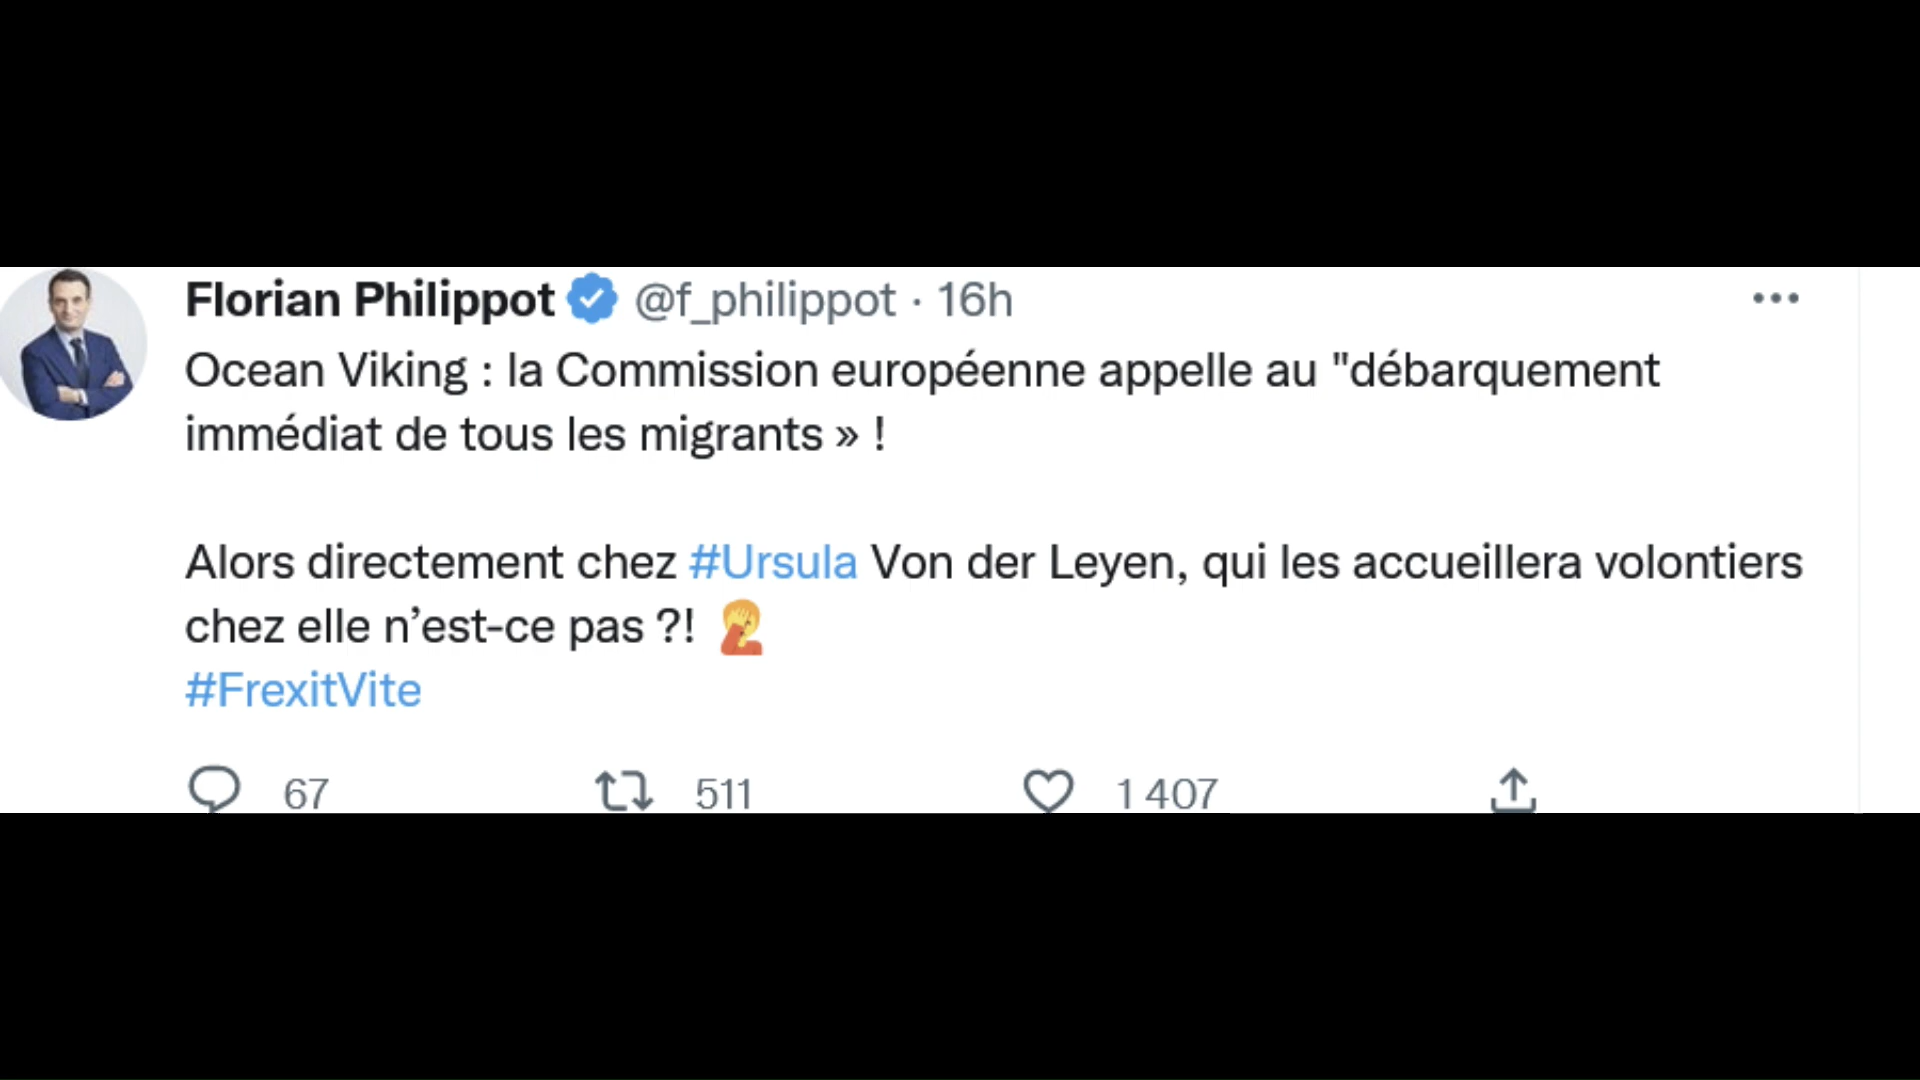 Florian Philippot @f_philippot · 16h
Ocean Viking : la Commission européenne appelle au "débarquement
immédiat de tous les migrants » !
Alors directement chez #Ursula Von der Leyen, qui les accueillera volontiers
chez elle n’est-ce pas ?!
#FrexitVite
67 511 1 407